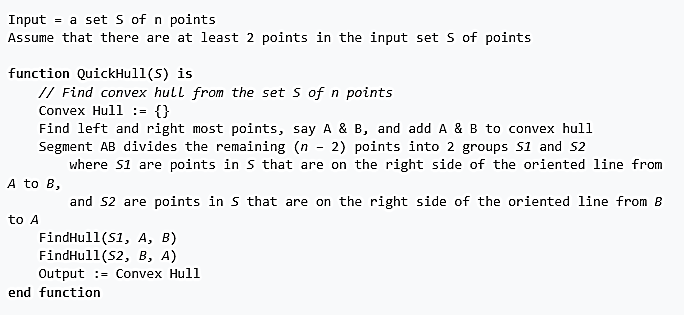 Input = a set S of n points
Assume that there are at least 2 points in the input set S of points
function QuickHull(S) is
// Find convex hull from the set S of n points
Convex Hull := {}
Find left and right most points, say A & B, and add A & B to convex hull
Segment AB divides the remaining (n − 2) points into 2 groups S1 and S2
where S1 are points in S that are on the right side of the oriented line from
A to B,
and S2 are points in S that are on the right side of the oriented line from B
to A
FindHull(S1, A, B)
FindHull(S2, B, A)
Output := Convex Hull
end function